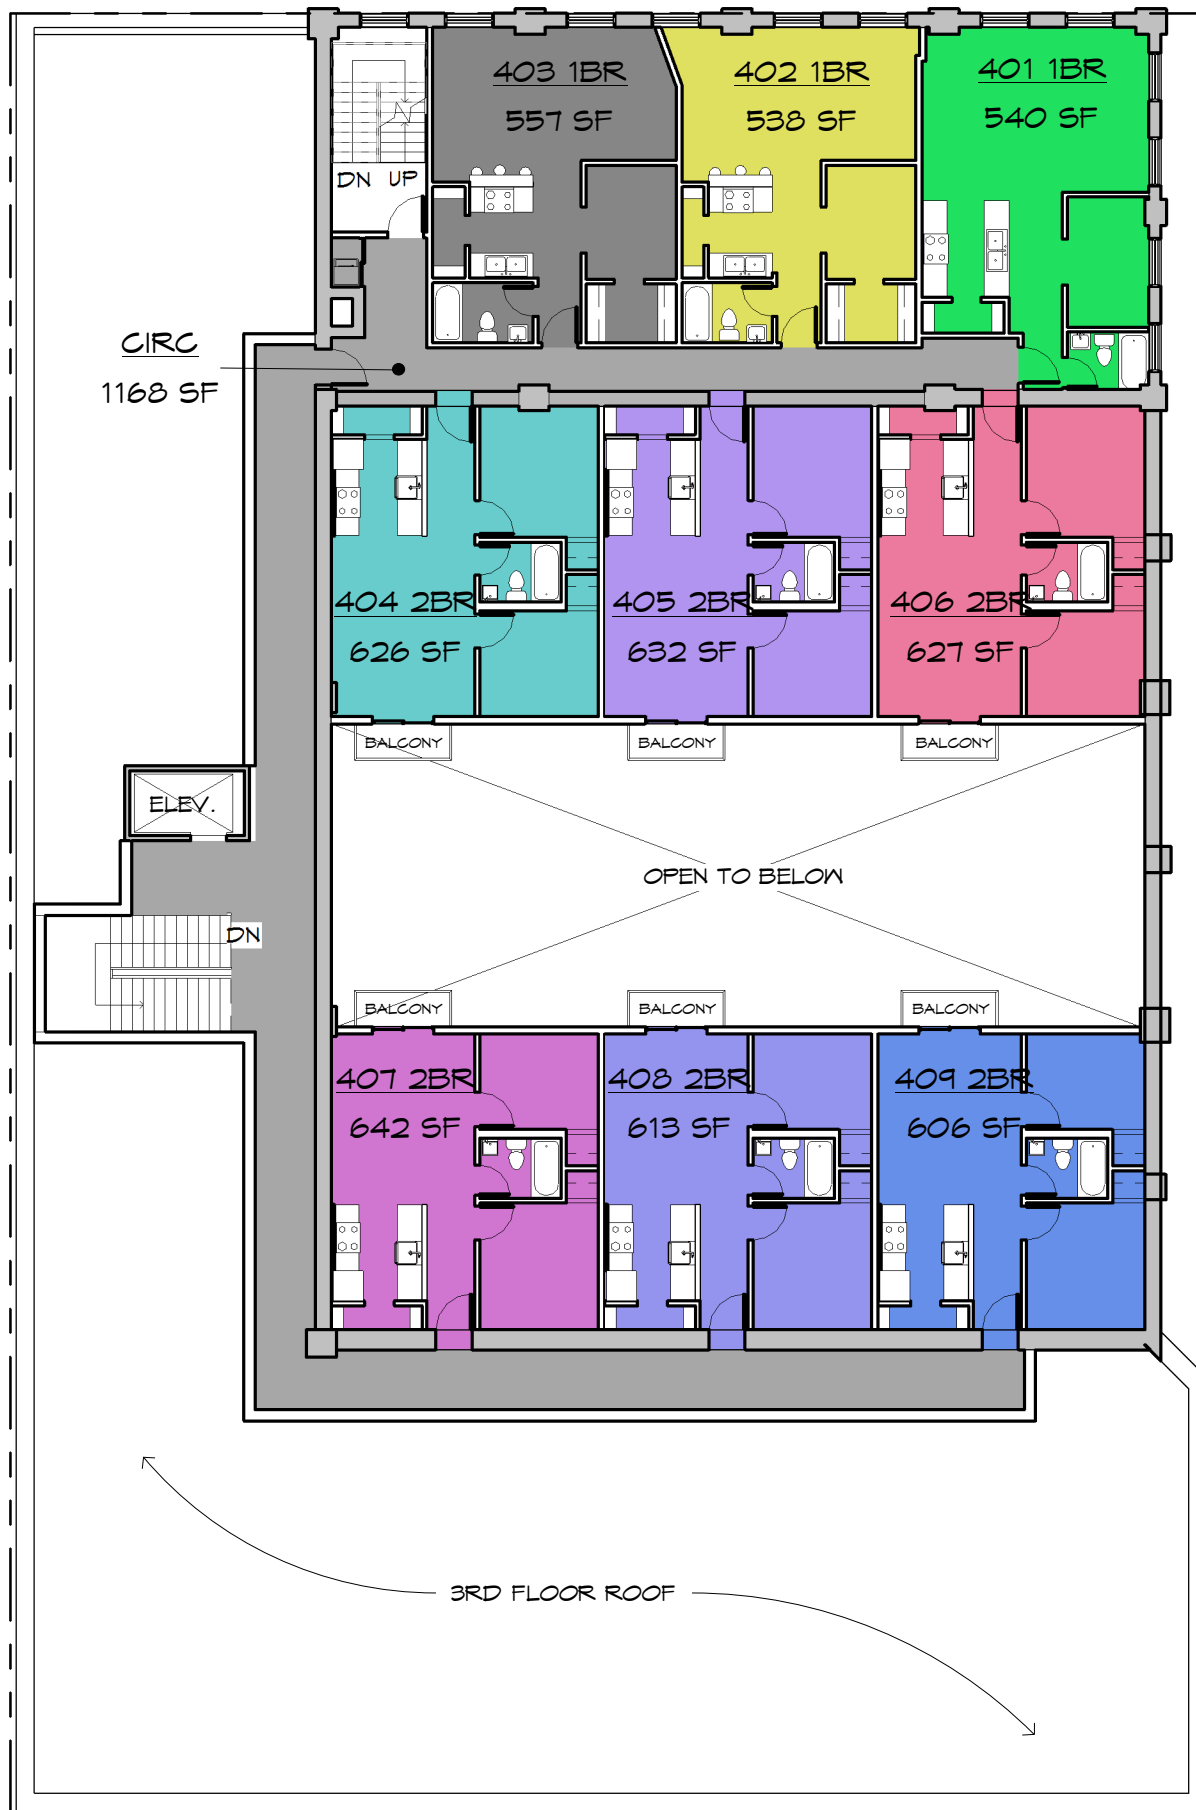 403 1BR
557 SF
402 1BR
538 SF
401 1BR
540 SF
DN UP
CIRC
1168 SF
404 2BR
626 SF
405 2BR
632 SF
406 2BR
627 SF
BALCONY
BALCONY
BALCONY
ELEV.
OPEN TO BELOW
DN
BALCONY
BALCONY
BALCONY
407 2BR
642 SF
408 2BR
613 SF
409 2BR
606 SF
3RD FLOOR ROOF